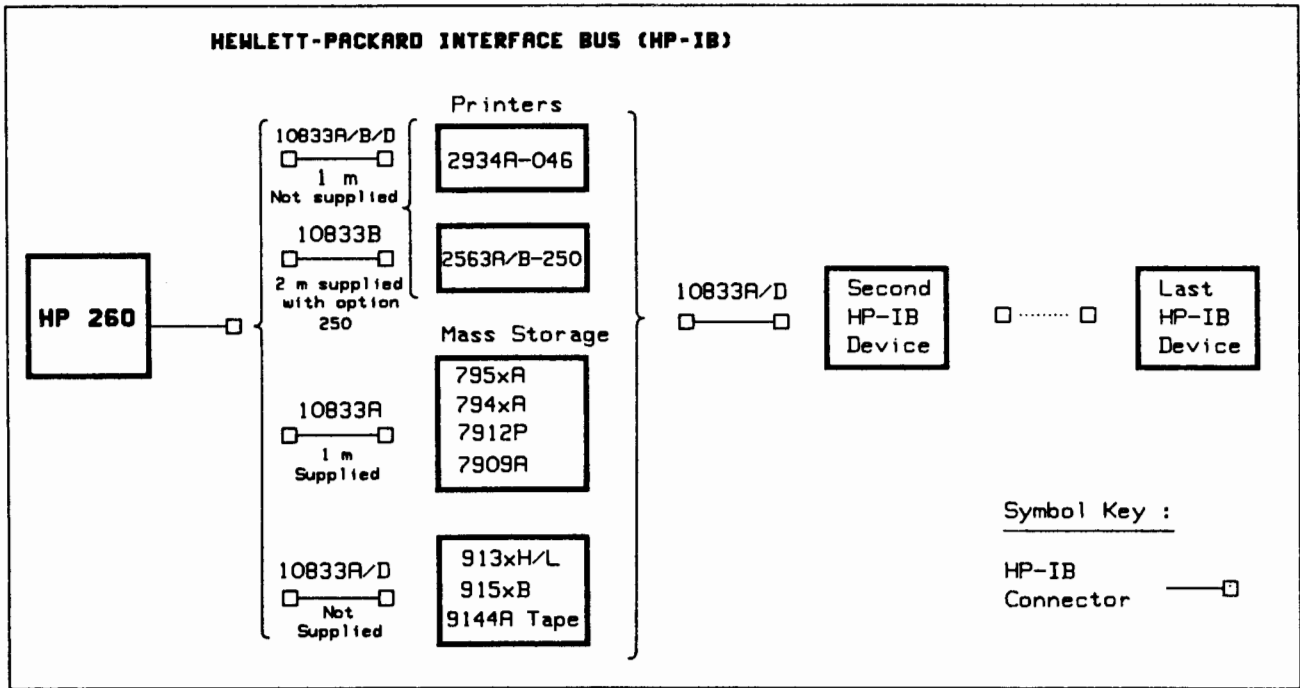 HEWLETT-PACKARD INTERFACE BUS (HP-IB)
Printers
10833A/B/D
1 m
Not supplied
2934A-046
10833B
2 m supplied
with option
250
2563A/B-250
HP 260
Mass Storage
10833A
1 m
Supplied
795xA
794xA
7912P
7909A
10833A/D
Not
Supplied
913xH/L
915xB
9144A Tape
10833A/D
Second
HP-IB
Device
Last
HP-IB
Device
Symbol Key :
HP-IB
Connector